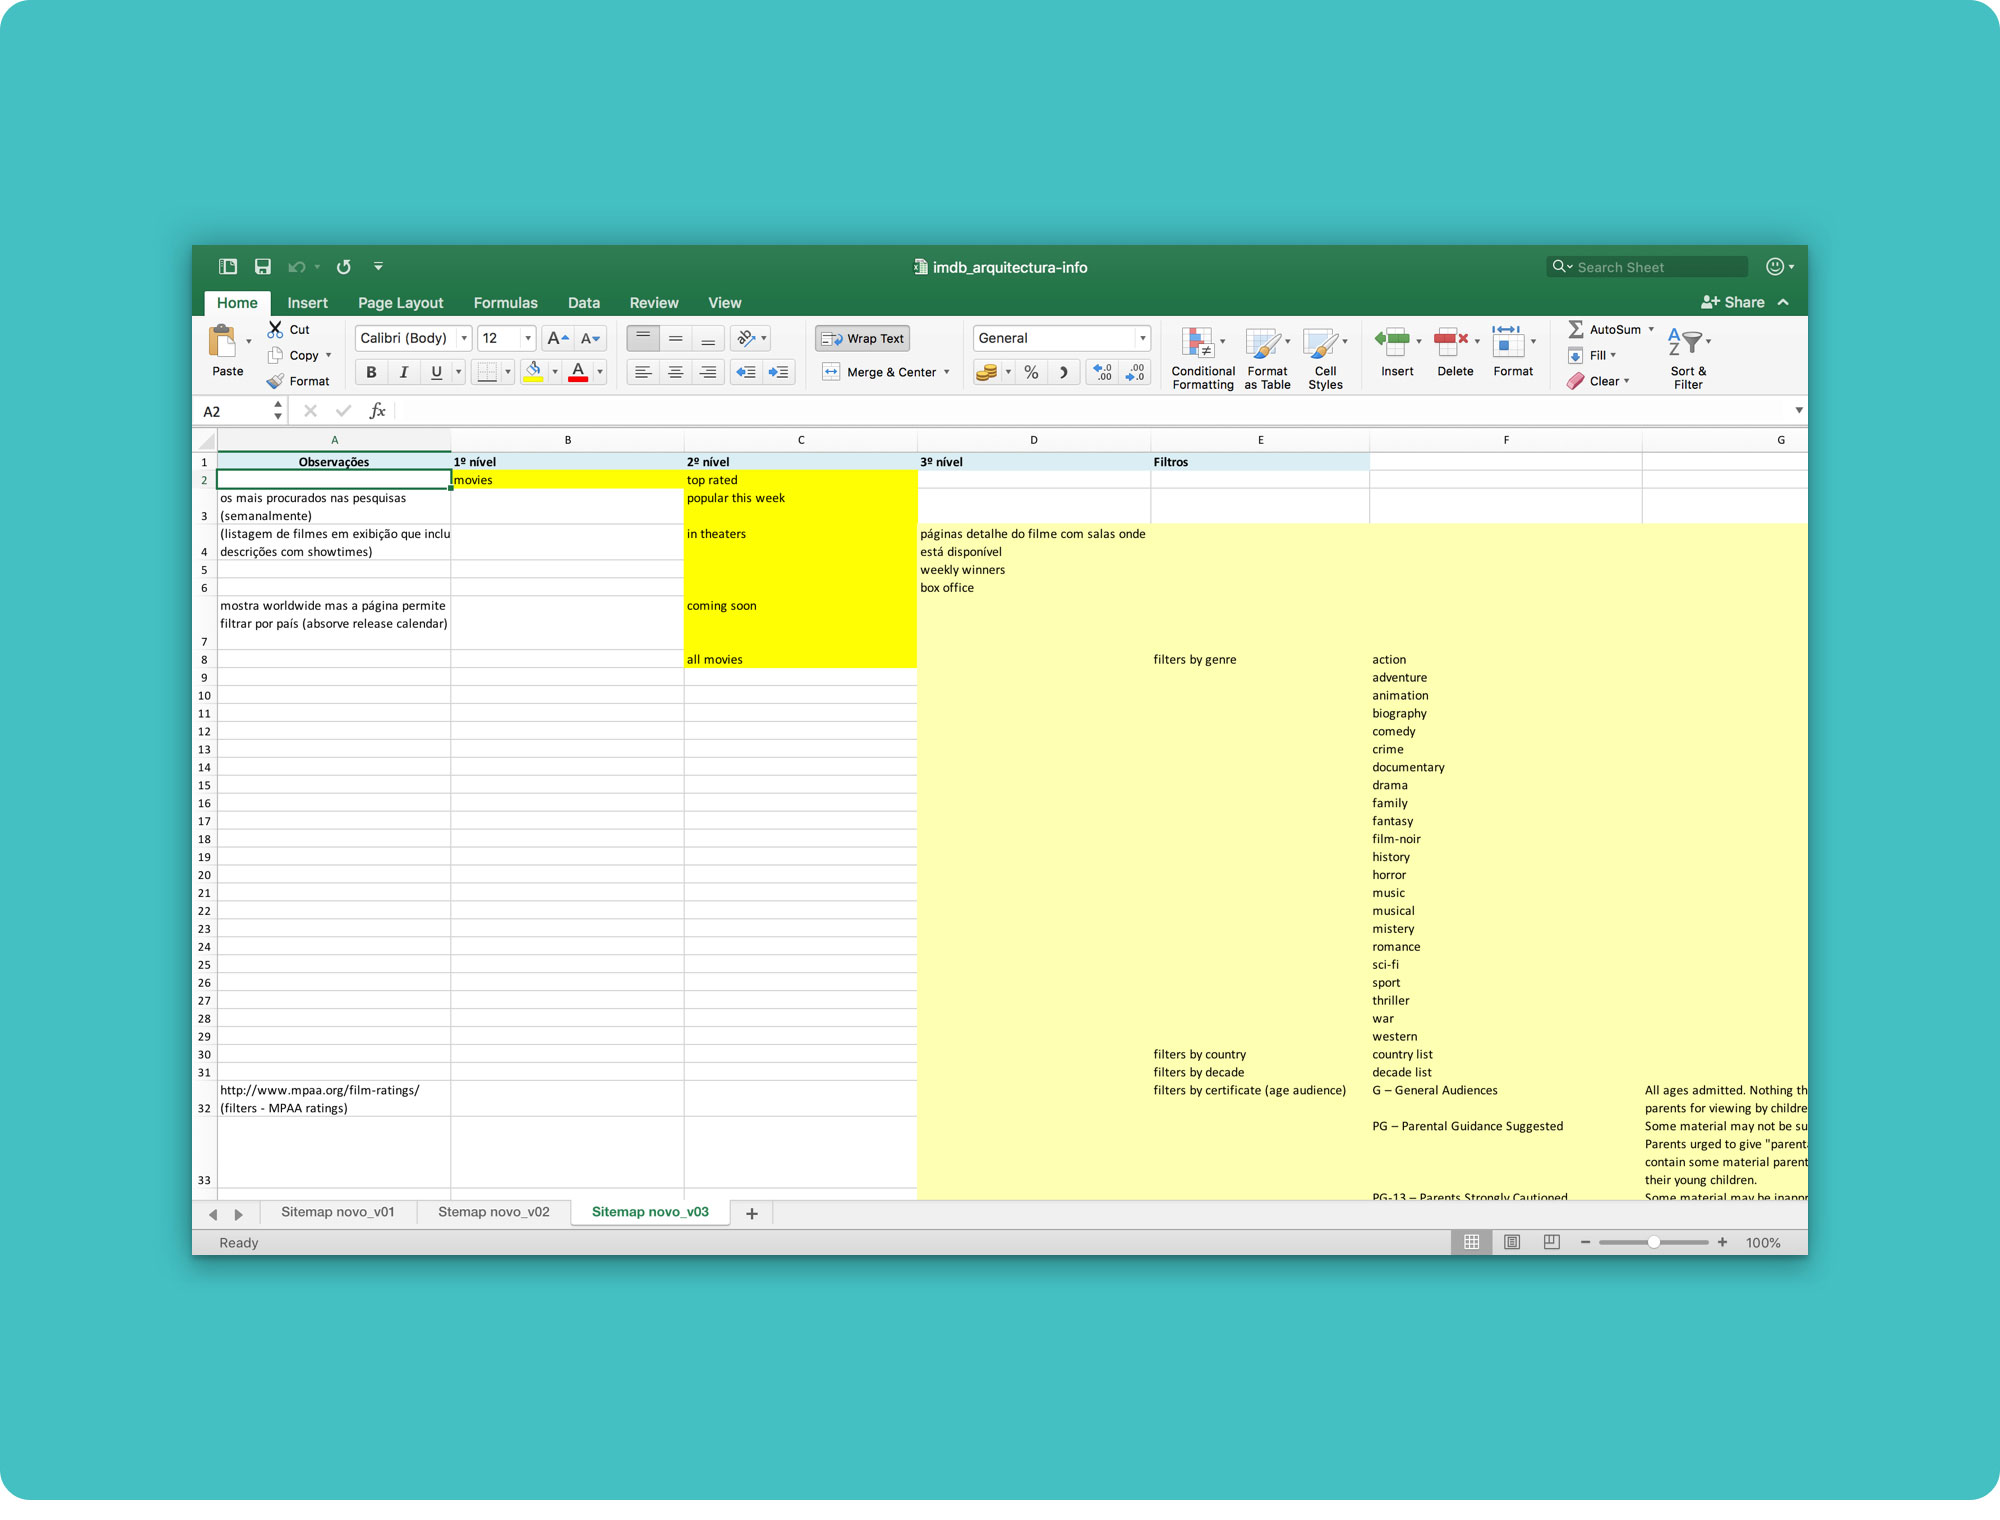 imdb_arquitectura-info
Search Sheet
Home Insert Page Layout Formulas Data Review View
Share
Paste
Cut
Copy
Format
Calibri (Body) 12
B I U
Wrap Text
Merge & Center
General
%
Conditional Formatting
Format as Table
Cell Styles
Insert
Delete
Format
AutoSum
Fill
Clear
Sort & Filter
A2 fx
A B C D E F G
1 Observações 1º nível 2º nível 3º nível Filtros
2 movies top rated
os mais procurados nas pesquisas popular this week
3 (semanalmente)
(listagem de filmes em exibição que inclu in theaters páginas detalhe do filme com salas onde
4 descrições com showtimes) está disponível
5 weekly winners
6 box office
mostra worldwide mas a página permite coming soon
filtrar por país (absorve release calendar)
7
8 all movies filters by genre action
9 adventure
10 animation
11 biography
12 comedy
13 crime
14 documentary
15 drama
16 family
17 fantasy
18 film-noir
19 history
20 horror
21 music
22 musical
23 mistery
24 romance
25 sci-fi
26 sport
27 thriller
28 war
29 western
30 filters by country country list
31 filters by decade decade list
http://www.mpaa.org/film-ratings/ filters by certificate (age audience) G – General Audiences All ages admitted. Nothing th
32 (filters - MPAA ratings) parents for viewing by childre
PG – Parental Guidance Suggested Some material may not be su
Parents urged to give "parent
contain some material parent
33 their young children.
PG-13 – Parents Strongly Cautioned Some material may be inappr
Sitemap novo_v01 Stemap novo_v02 Sitemap novo_v03
Ready 100%